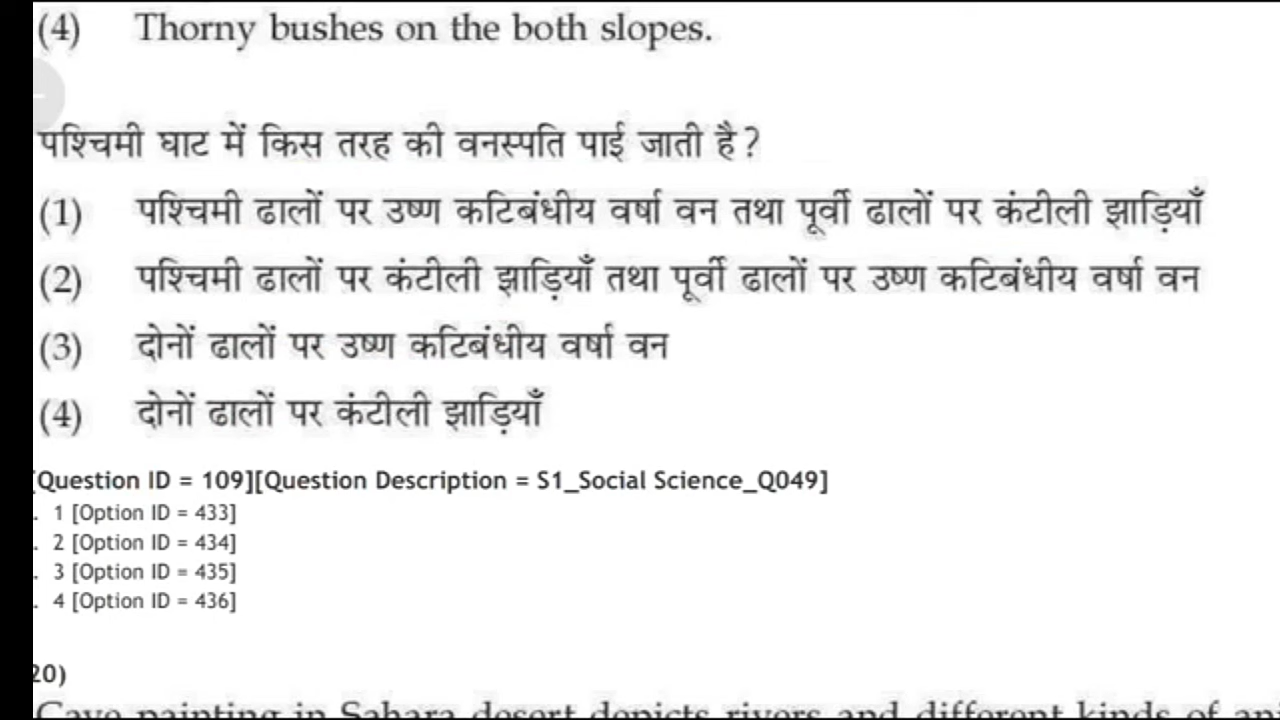 (4) Thorny bushes on the both slopes.
पश्चिमी घाट में किस तरह की वनस्पति पाई जाती है?
(1) पश्चिमी ढालों पर उष्ण कटिबंधीय वर्षा वन तथा पूर्वी ढालों पर कंटीली झाड़ियाँ
(2) पश्चिमी ढालों पर कंटीली झाड़ियाँ तथा पूर्वी ढालों पर उष्ण कटिबंधीय वर्षा वन
(3) दोनों ढालों पर उष्ण कटिबंधीय वर्षा वन
(4) दोनों ढालों पर कंटीली झाड़ियाँ
[Question ID = 109][Question Description = S1_Social Science_Q049]
. 1 [Option ID = 433]
. 2 [Option ID = 434]
. 3 [Option ID = 435]
. 4 [Option ID = 436]
20)
Cave painting in Sahara desert depicts rivers and different kinds of